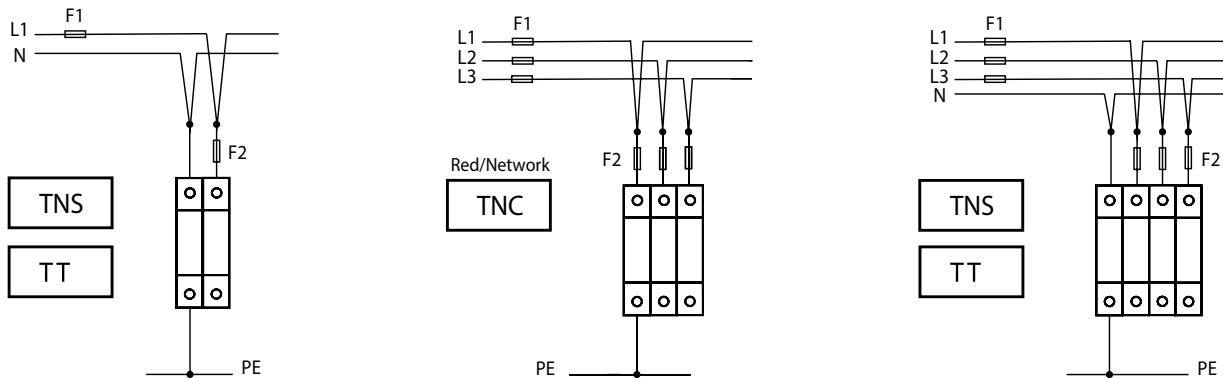 F1
L1
N
F2
TNS
TT
PE
F1
L1
L2
L3
Red/Network
F2
TNC
PE
F1
L1
L2
L3
N
F2
TNS
TT
PE